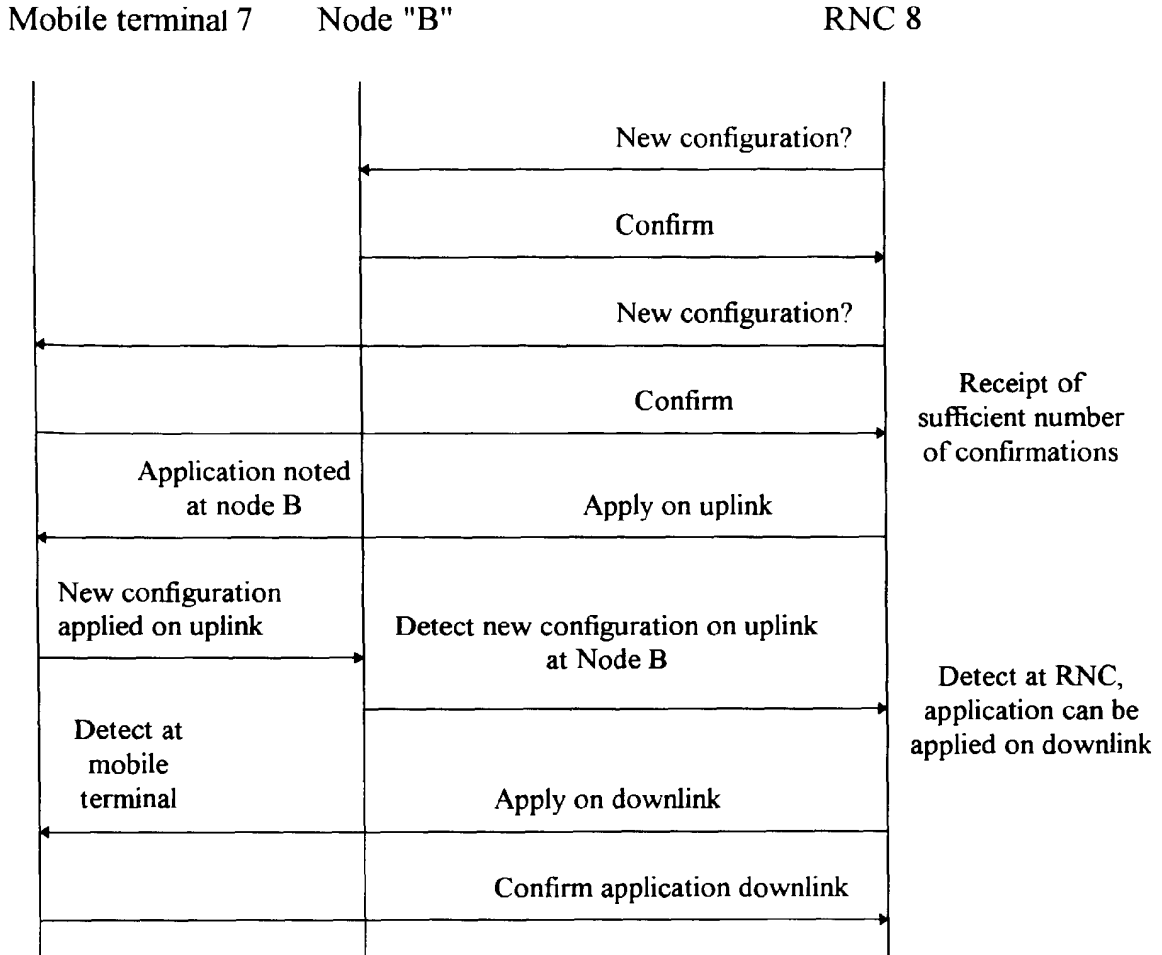 Mobile terminal 7 Node "B" RNC 8
New configuration?
Confirm
New configuration?
Confirm
Receipt of
sufficient number
of confirmations
Application noted
at node B
Apply on uplink
New configuration
applied on uplink
Detect new configuration on uplink
at Node B
Detect at RNC,
application can be
applied on downlink
Detect at
mobile
terminal
Apply on downlink
Confirm application downlink